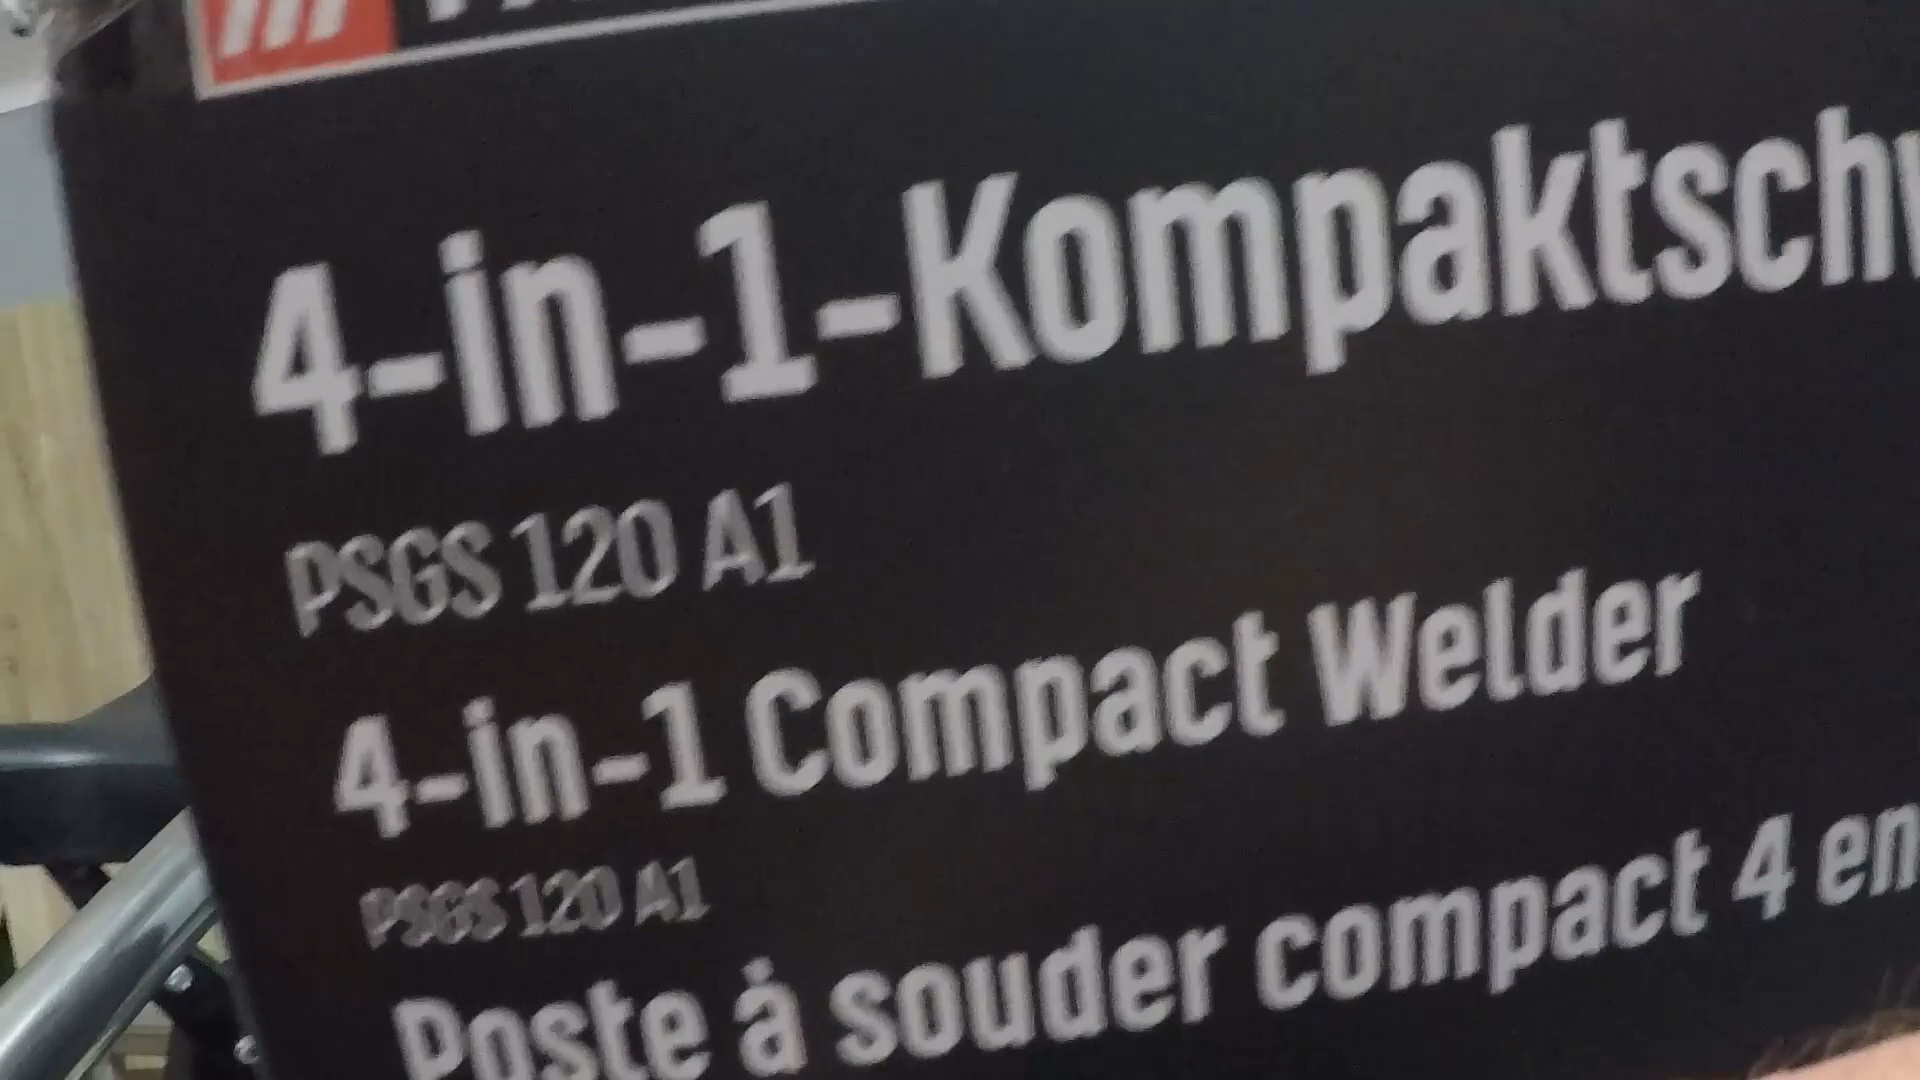 4-in-1-Kompaktschw
PSGS 120 A1
4-in-1 Compact Welder
PSGS 120 A1
Poste à souder compact 4 en